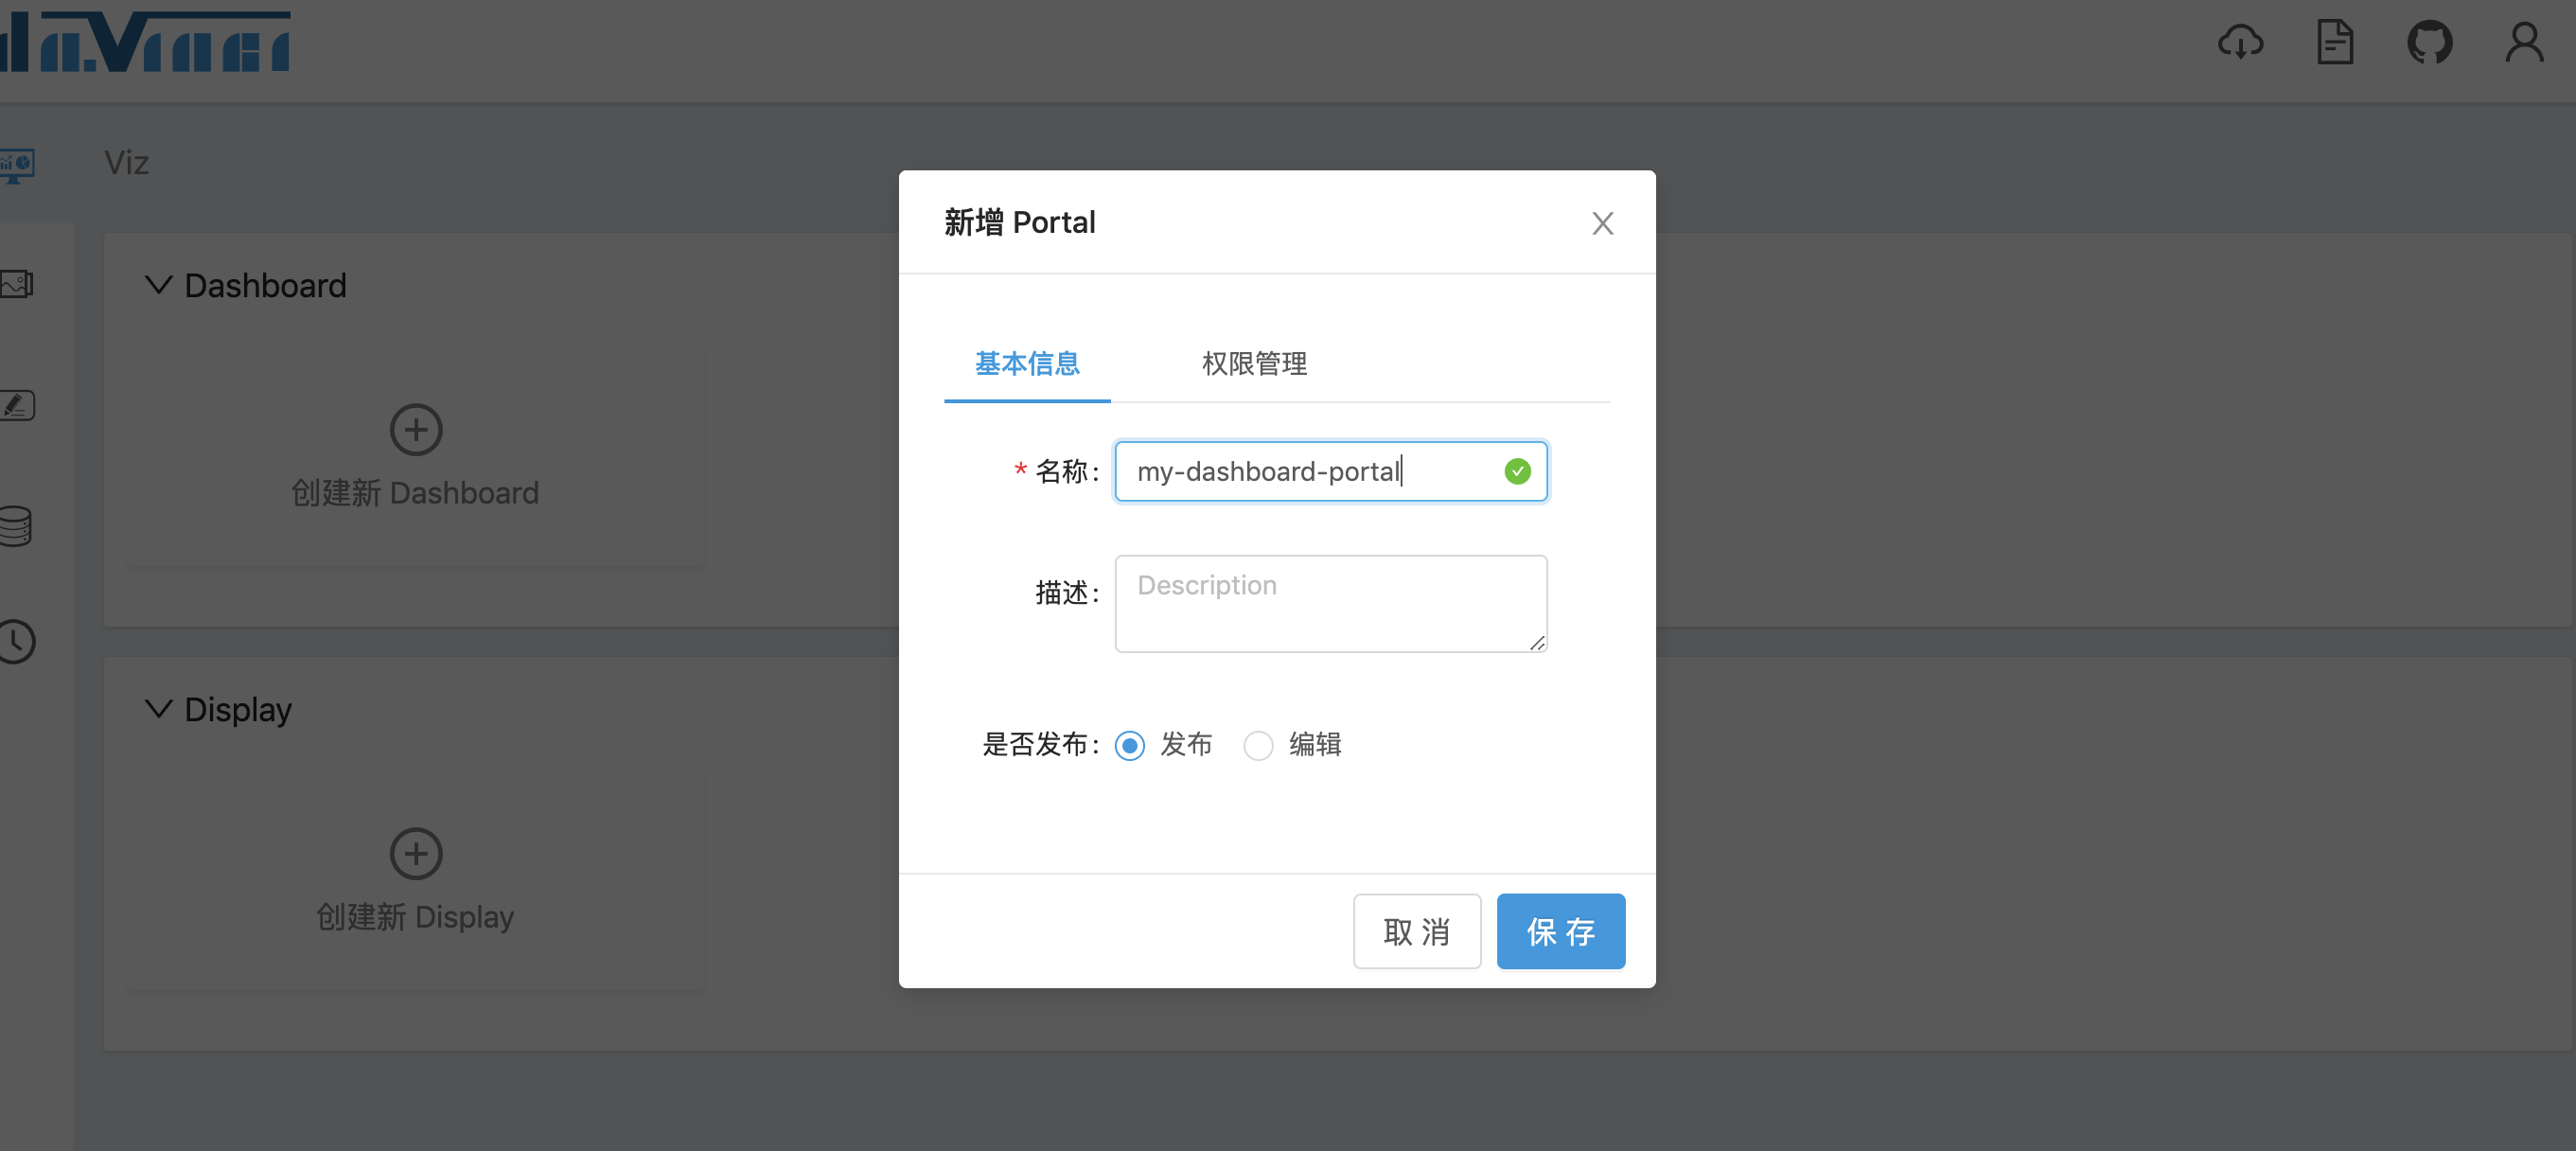 da.Vinci
Viz
Dashboard
创建新 Dashboard
Display
创建新 Display
新增 Portal
基本信息
权限管理
* 名称:
my-dashboard-portal
描述:
Description
是否发布: 发布 编辑
取 消
保 存